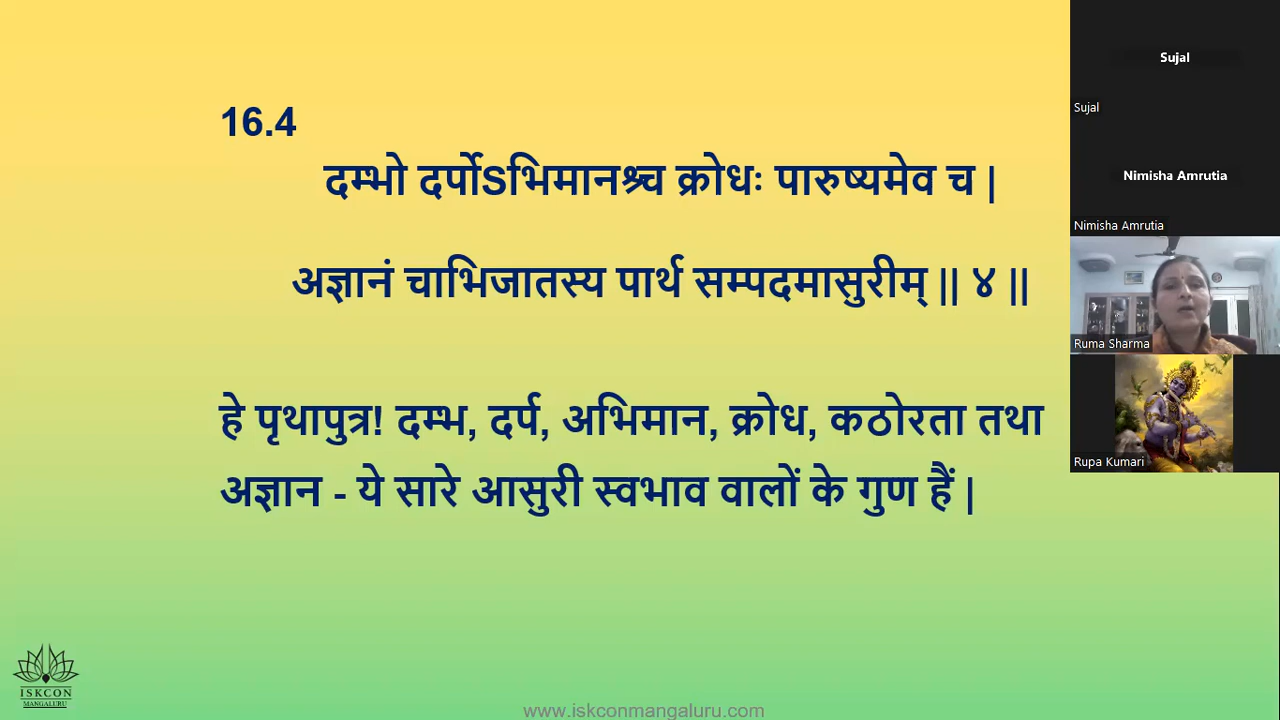 16.4
दम्भो दर्पोSभिमानश्र्च क्रोधः पारुष्यमेव च |
अज्ञानं चाभिजातस्य पार्थ सम्पदमासुरीम् || ४ ||
हे पृथापुत्र! दम्भ, दर्प, अभिमान, क्रोध, कठोरता तथा
अज्ञान - ये सारे आसुरी स्वभाव वालों के गुण हैं |
Sujal
Sujal
Nimisha Amrutia
Nimisha Amrutia
Ruma Sharma
Rupa Kumari
ISKCON
MANGALURU
www.iskconmangaluru.com